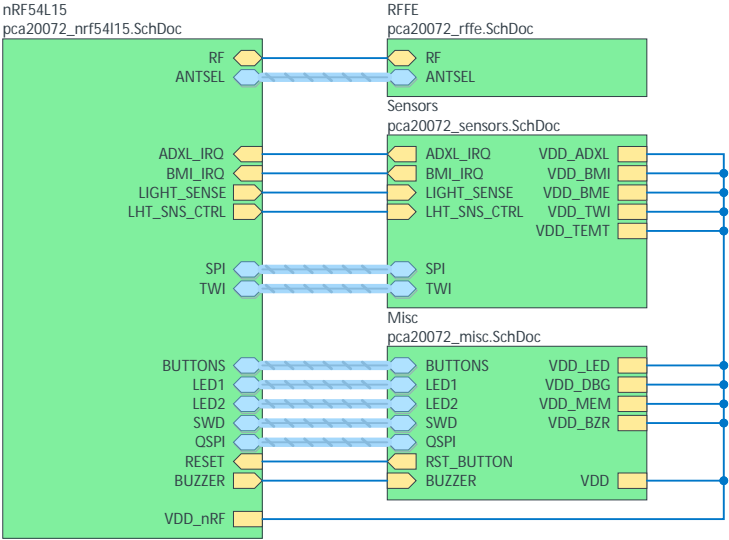 nRF54L15
pca20072_nrf54l15.SchDoc
RF
ANTSEL
ADXL_IRQ
BMI_IRQ
LIGHT_SENSE
LHT_SNS_CTRL
SPI
TWI
BUTTONS
LED1
LED2
SWD
QSPI
RESET
BUZZER
VDD_nRF
RFFE
pca20072_rffe.SchDoc
RF
ANTSEL
Sensors
pca20072_sensors.SchDoc
ADXL_IRQ VDD_ADXL
BMI_IRQ VDD_BMI
LIGHT_SENSE VDD_BME
LHT_SNS_CTRL VDD_TWI
VDD_TEMT
SPI
TWI
Misc
pca20072_misc.SchDoc
BUTTONS VDD_LED
LED1 VDD_DBG
LED2 VDD_MEM
SWD VDD_BZR
QSPI
RST_BUTTON
BUZZER VDD